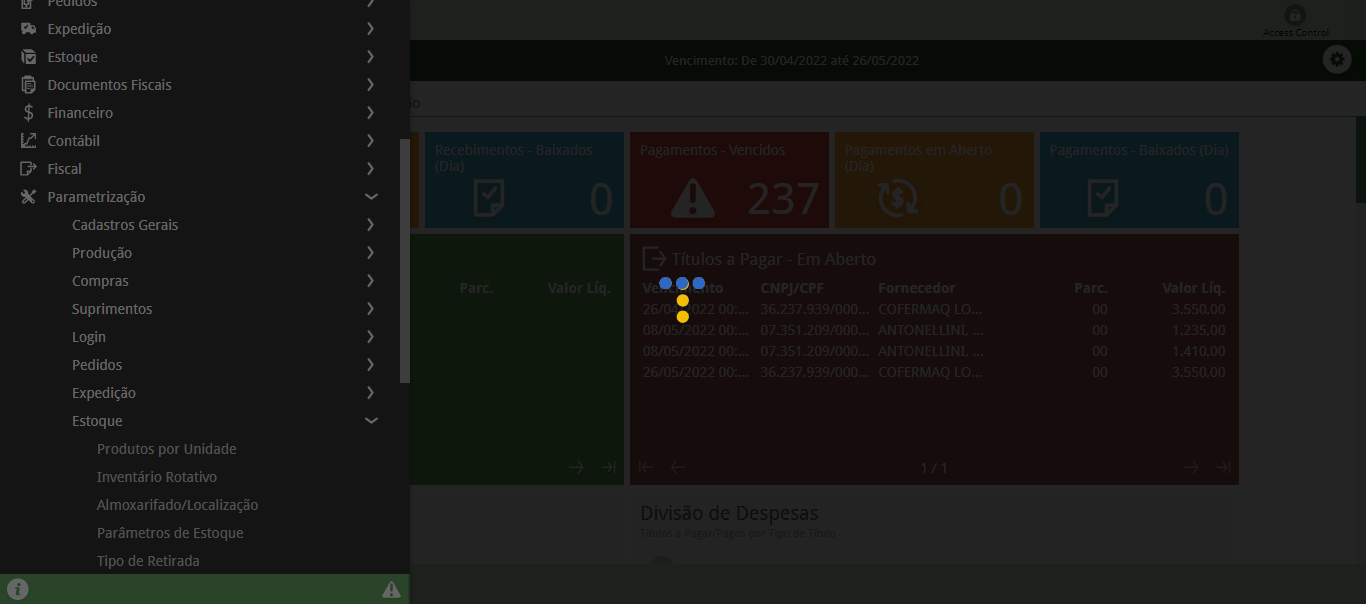 Pedidos
Expedição
Estoque
Documentos Fiscais
Financeiro
Contábil
Fiscal
Parametrização
Cadastros Gerais
Produção
Compras
Suprimentos
Login
Pedidos
Expedição
Estoque
Produtos por Unidade
Inventário Rotativo
Almoxarifado/Localização
Parâmetros de Estoque
Tipo de Retirada
Access Control
Vencimento: De 30/04/2022 até 26/05/2022
Recebimentos - Baixados
(Dia)
0
Pagamentos - Vencidos
237
Pagamentos em Aberto
(Dia)
0
Pagamentos - Baixados (Dia)
0
Parc. Valor Líq.
Títulos a Pagar - Em Aberto
Vencimento CNPJ/CPF Fornecedor Parc. Valor Líq.
26/04/2022 00:... 36.237.939/000... COFERMAQ LO... 00 3.550,00
08/05/2022 00:... 07.351.209/000... ANTONELLINI, ... 00 1.235,00
08/05/2022 00:... 07.351.209/000... ANTONELLINI, ... 00 1.410,00
26/05/2022 00:... 36.237.939/000... COFERMAQ LO... 00 3.550,00
1 / 1
Divisão de Despesas
Títulos a Pagar/Pagos por Tipo de Título